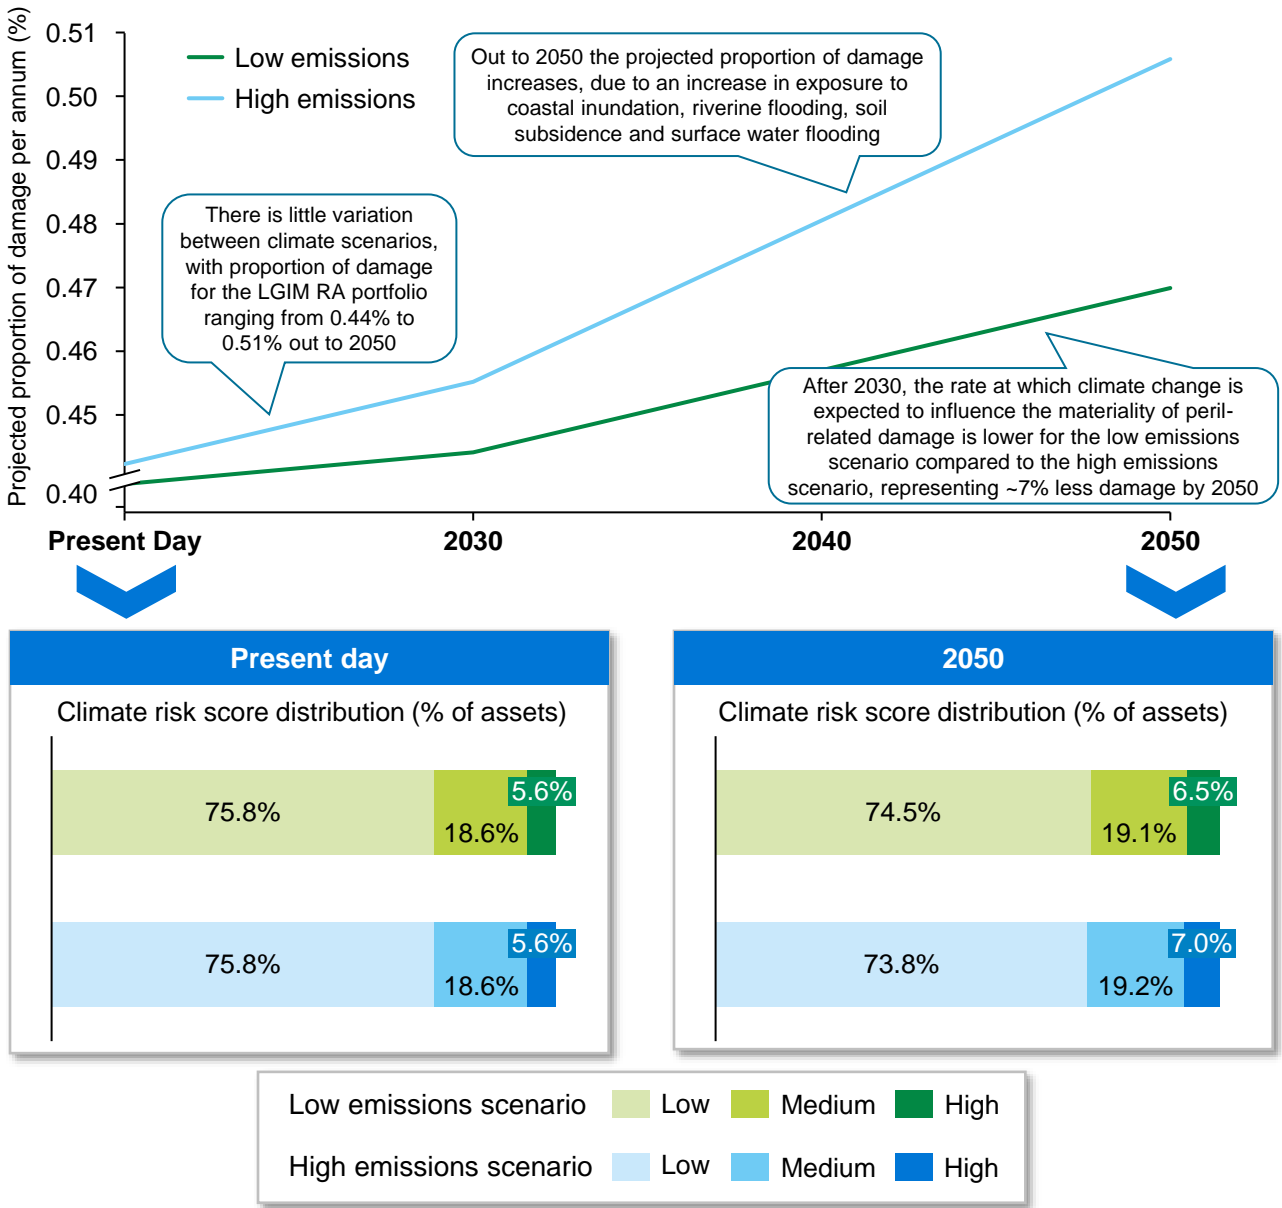 Projected proportion of damage per annum (%)
0.51
0.50
0.49
0.48
0.47
0.46
0.45
0.40
Low emissions
High emissions
Out to 2050 the projected proportion of damage
increases, due to an increase in exposure to
coastal inundation, riverine flooding, soil
subsidence and surface water flooding
There is little variation
between climate scenarios,
with proportion of damage
for the LGIM RA portfolio
ranging from 0.44% to
0.51% out to 2050
After 2030, the rate at which climate change is
expected to influence the materiality of peril-
related damage is lower for the low emissions
scenario compared to the high emissions
scenario, representing ~7% less damage by 2050
Present Day
2030
2040
2050
Present day
Climate risk score distribution (% of assets)
75.8%
18.6%
5.6%
75.8%
18.6%
5.6%
2050
Climate risk score distribution (% of assets)
74.5%
19.1%
6.5%
73.8%
19.2%
7.0%
Low emissions scenario Low Medium High
High emissions scenario Low Medium High